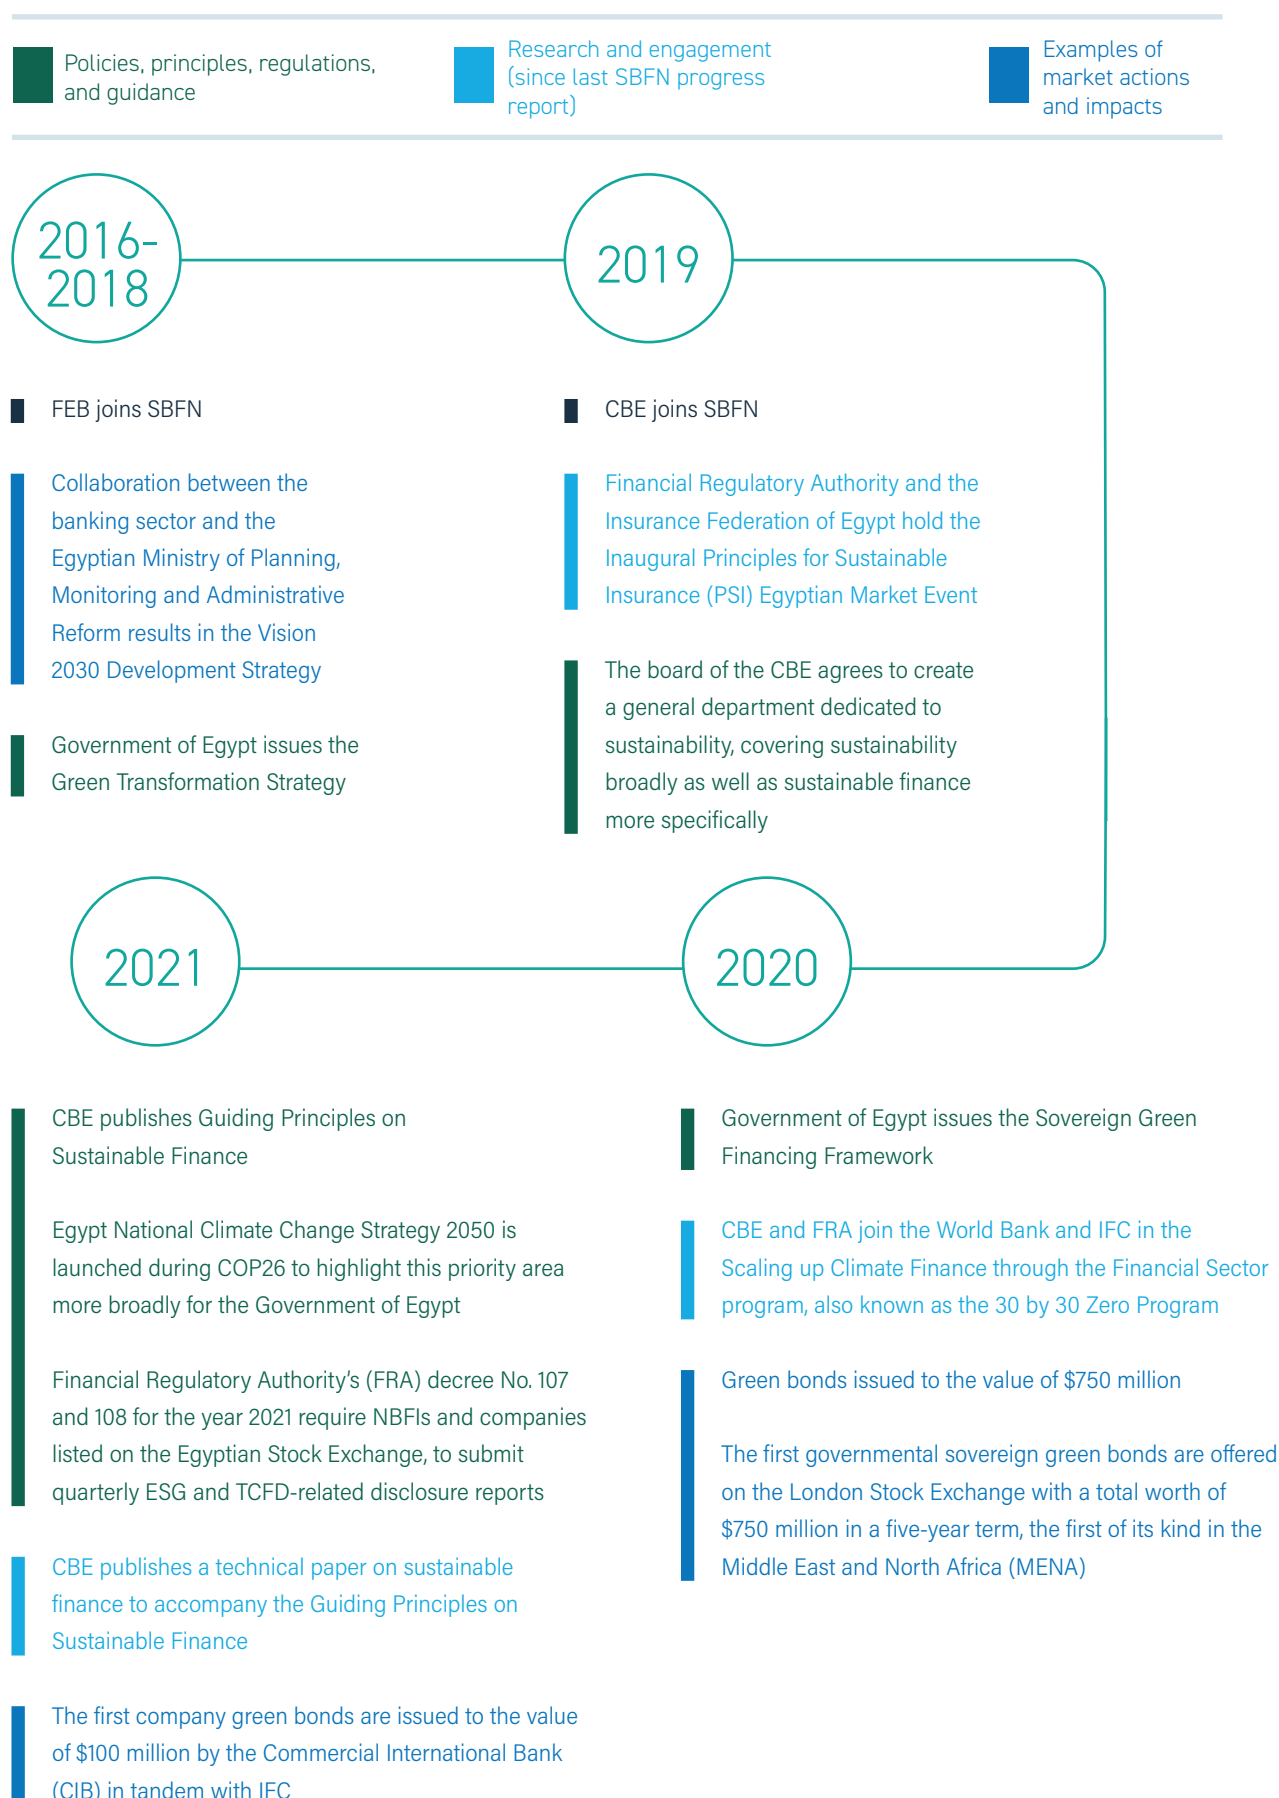 Policies, principles, regulations,
and guidance
Research and engagement
(since last SBFN progress
report)
Examples of
market actions
and impacts
2016-
2018
FEB joins SBFN
Collaboration between the
banking sector and the
Egyptian Ministry of Planning,
Monitoring and Administrative
Reform results in the Vision
2030 Development Strategy
Government of Egypt issues the
Green Transformation Strategy
2019
CBE joins SBFN
Financial Regulatory Authority and the
Insurance Federation of Egypt hold the
Inaugural Principles for Sustainable
Insurance (PSI) Egyptian Market Event
The board of the CBE agrees to create
a general department dedicated to
sustainability, covering sustainability
broadly as well as sustainable finance
more specifically
2020
Government of Egypt issues the Sovereign Green
Financing Framework
CBE and FRA join the World Bank and IFC in the
Scaling up Climate Finance through the Financial Sector
program, also known as the 30 by 30 Zero Program
Green bonds issued to the value of $750 million
The first governmental sovereign green bonds are offered
on the London Stock Exchange with a total worth of
$750 million in a five-year term, the first of its kind in the
Middle East and North Africa (MENA)
2021
CBE publishes Guiding Principles on
Sustainable Finance
Egypt National Climate Change Strategy 2050 is
launched during COP26 to highlight this priority area
more broadly for the Government of Egypt
Financial Regulatory Authority's (FRA) decree No. 107
and 108 for the year 2021 require NBFIs and companies
listed on the Egyptian Stock Exchange, to submit
quarterly ESG and TCFD-related disclosure reports
CBE publishes a technical paper on sustainable
finance to accompany the Guiding Principles on
Sustainable Finance
The first company green bonds are issued to the value
of $100 million by the Commercial International Bank
(CIB) in tandem with IFC